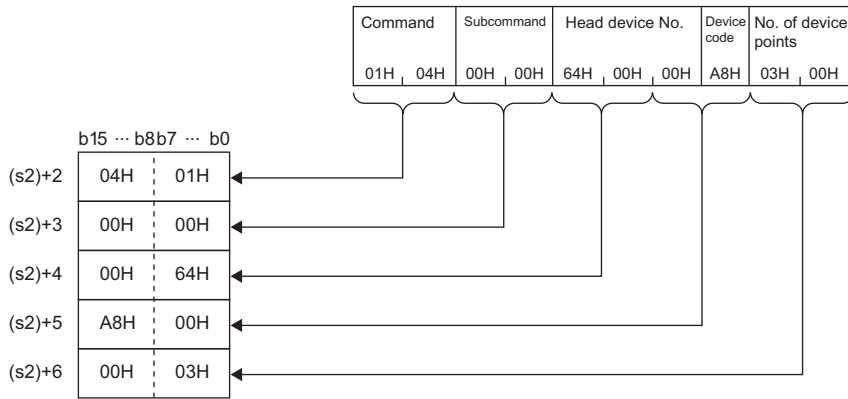 Command Subcommand Head device No. Device code No. of device points
01H 04H 00H 00H 64H 00H 00H A8H 03H 00H
b15 ··· b8 b7 ··· b0
(s2)+2 04H 01H
(s2)+3 00H 00H
(s2)+4 00H 64H
(s2)+5 A8H 00H
(s2)+6 00H 03H